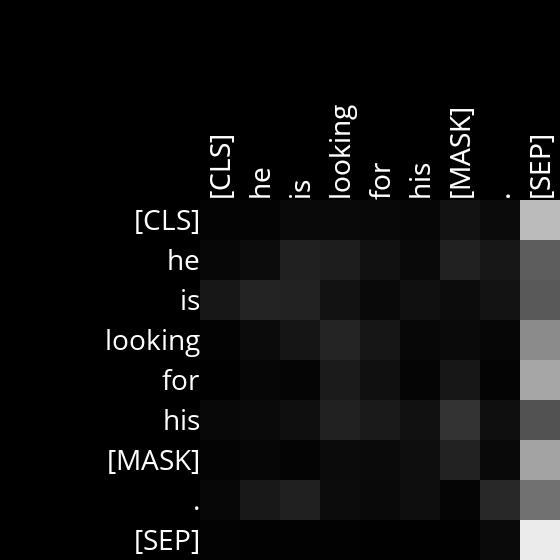 [CLS] he is looking for his [MASK] . [SEP]
[CLS]
he
is
looking
for
his
[MASK]
.
[SEP]